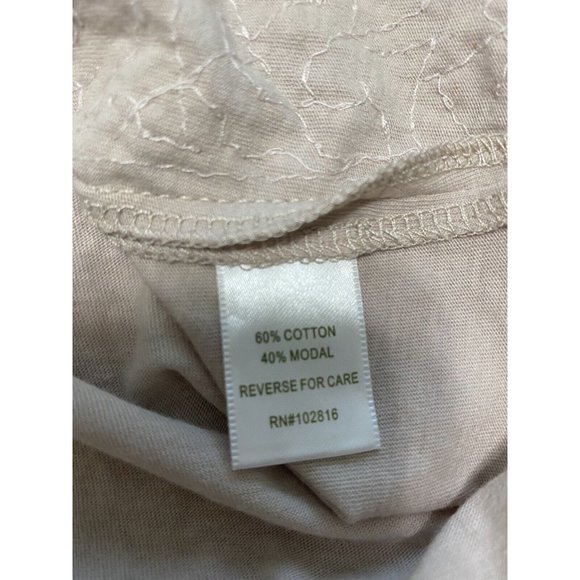 60% COTTON
40% MODAL
REVERSE FOR CARE
RN#102816